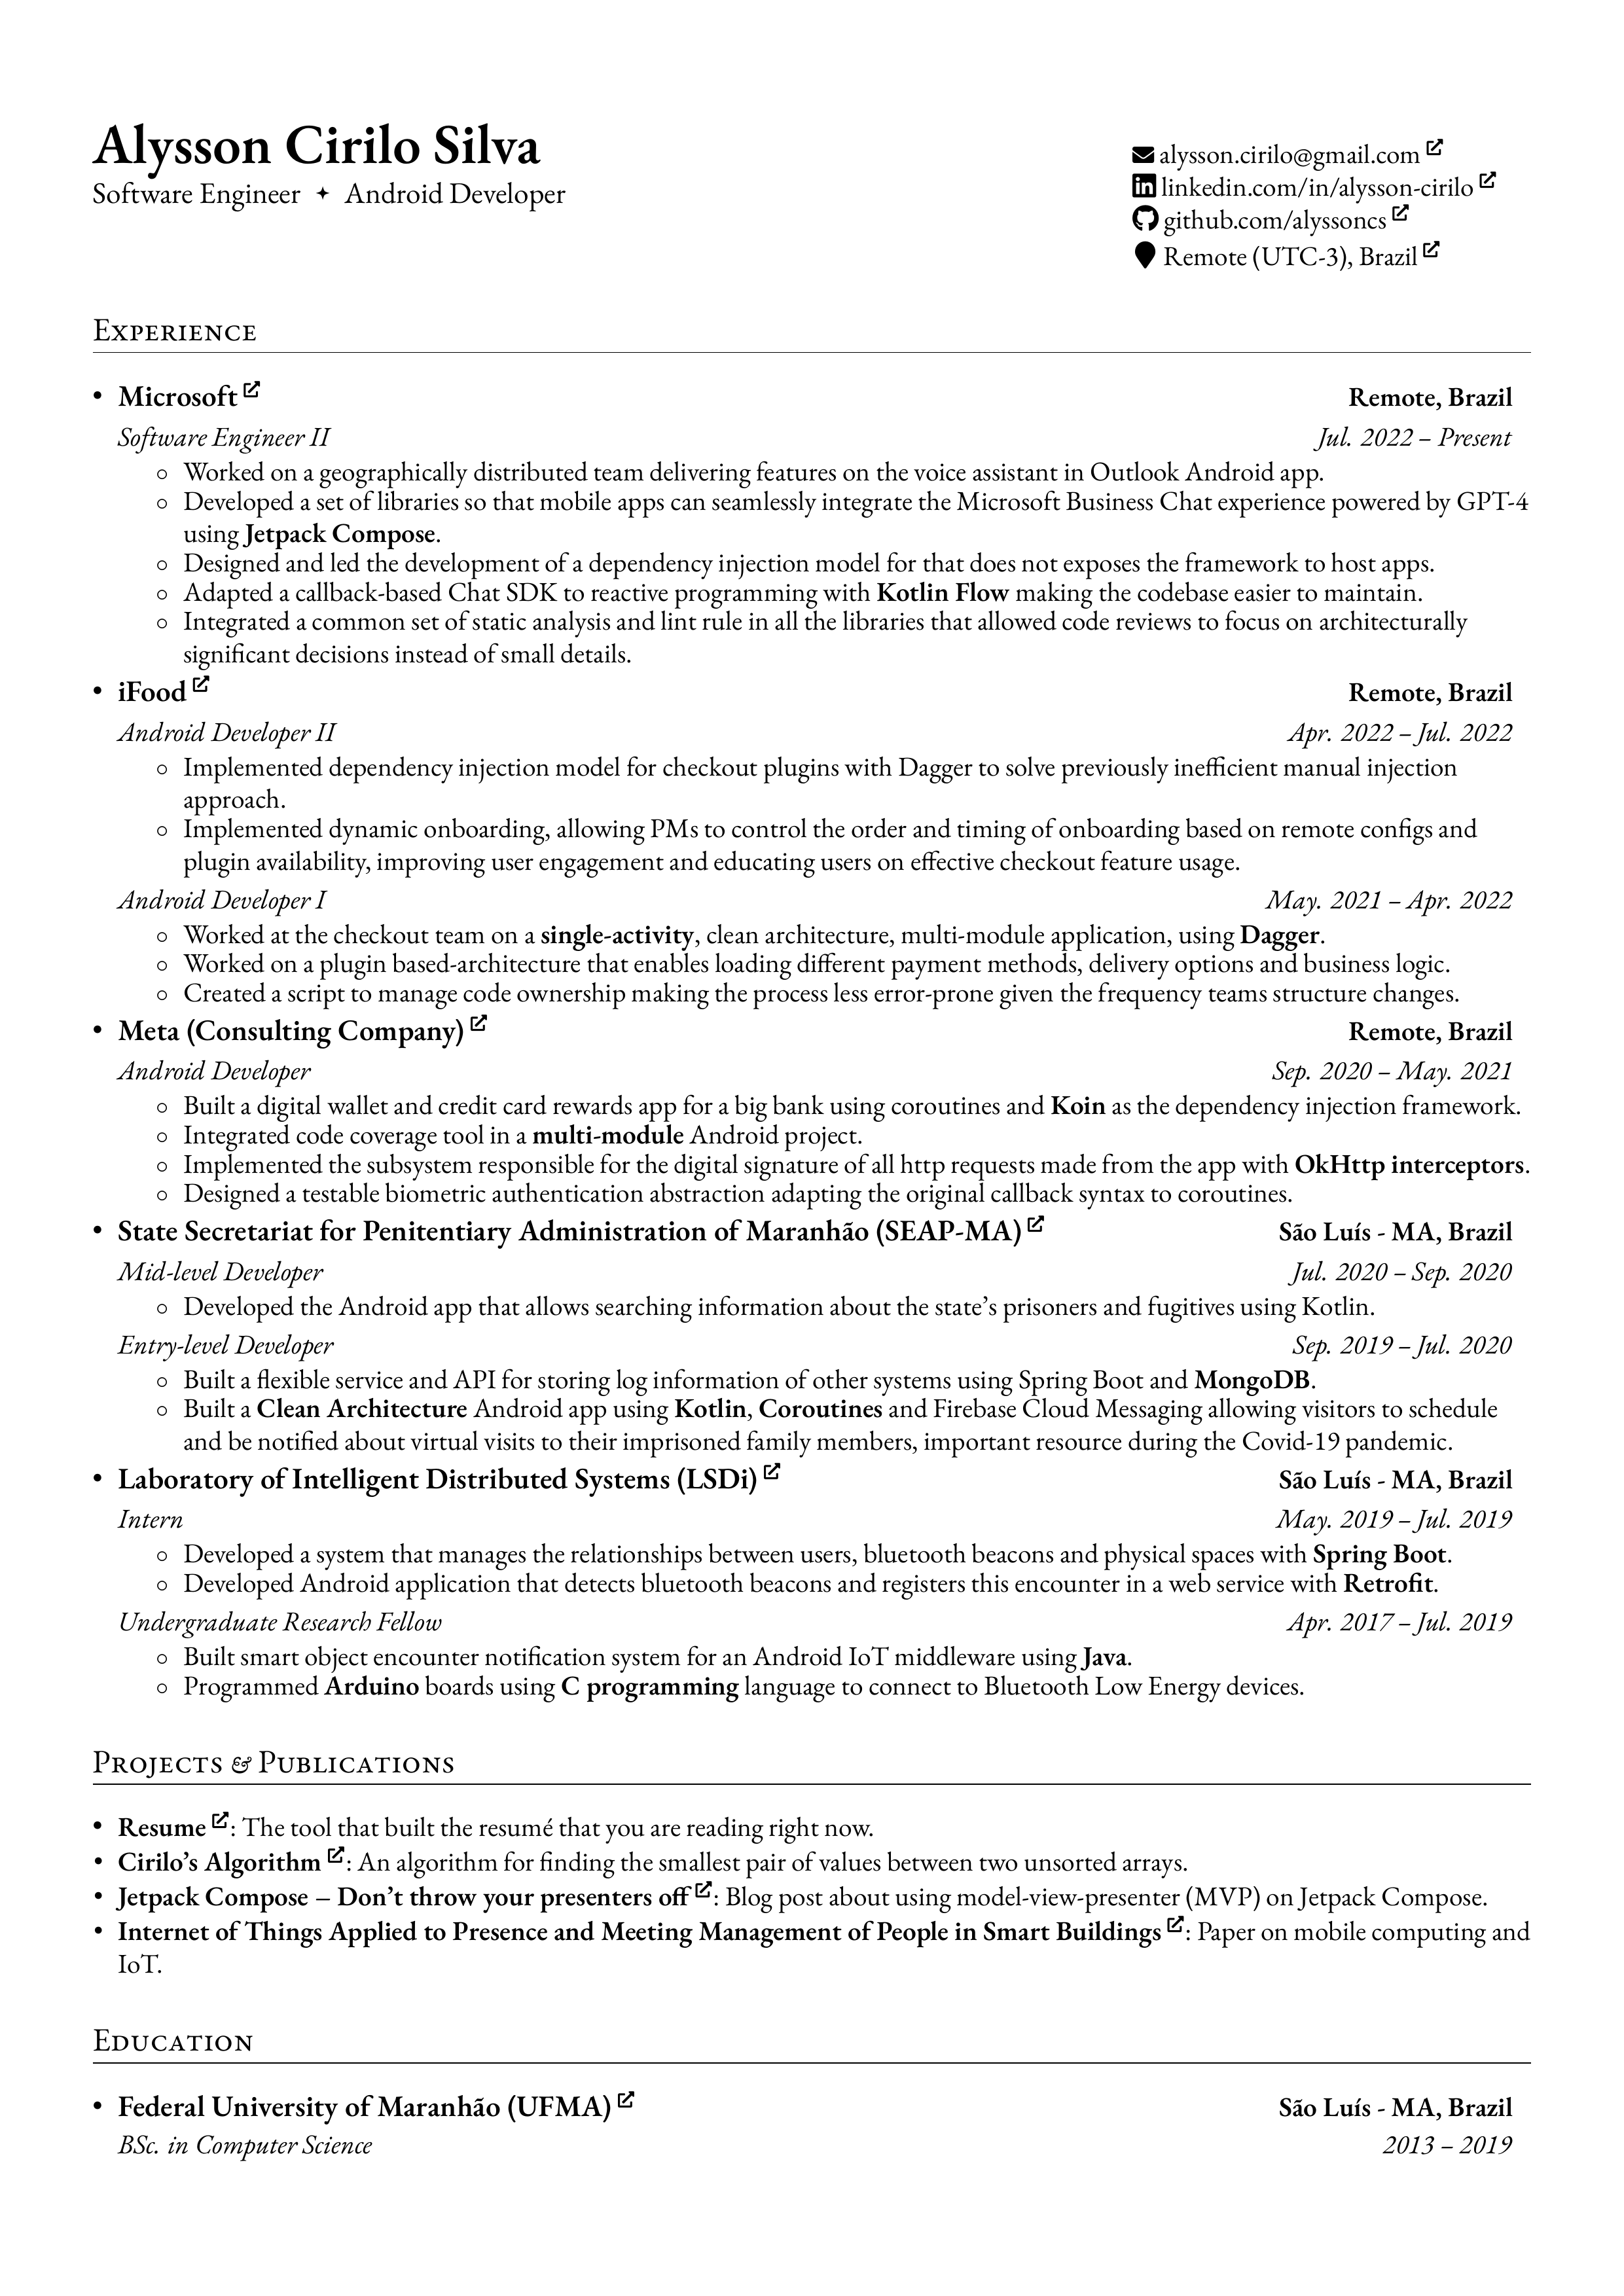 Alysson Cirilo Silva
Software Engineer ✦ Android Developer
alysson.cirilo@gmail.com
linkedin.com/in/alysson-cirilo
github.com/alyssoncs
Remote (UTC-3), Brazil
Experience
• Microsoft Remote, Brazil
Software Engineer II Jul. 2022 – Present
◦ Worked on a geographically distributed team delivering features on the voice assistant in Outlook Android app.
◦ Developed a set of libraries so that mobile apps can seamlessly integrate the Microsoft Business Chat experience powered by GPT-4
using Jetpack Compose.
◦ Designed and led the development of a dependency injection model for that does not exposes the framework to host apps.
◦ Adapted a callback-based Chat SDK to reactive programming with Kotlin Flow making the codebase easier to maintain.
◦ Integrated a common set of static analysis and lint rule in all the libraries that allowed code reviews to focus on architecturally
significant decisions instead of small details.
• iFood Remote, Brazil
Android Developer II Apr. 2022 – Jul. 2022
◦ Implemented dependency injection model for checkout plugins with Dagger to solve previously inefficient manual injection
approach.
◦ Implemented dynamic onboarding, allowing PMs to control the order and timing of onboarding based on remote configs and
plugin availability, improving user engagement and educating users on effective checkout feature usage.
Android Developer I May. 2021 – Apr. 2022
◦ Worked at the checkout team on a single-activity, clean architecture, multi-module application, using Dagger.
◦ Worked on a plugin based-architecture that enables loading different payment methods, delivery options and business logic.
◦ Created a script to manage code ownership making the process less error-prone given the frequency teams structure changes.
• Meta (Consulting Company) Remote, Brazil
Android Developer Sep. 2020 – May. 2021
◦ Built a digital wallet and credit card rewards app for a big bank using coroutines and Koin as the dependency injection framework.
◦ Integrated code coverage tool in a multi-module Android project.
◦ Implemented the subsystem responsible for the digital signature of all http requests made from the app with OkHttp interceptors.
◦ Designed a testable biometric authentication abstraction adapting the original callback syntax to coroutines.
• State Secretariat for Penitentiary Administration of Maranhão (SEAP-MA) São Luís - MA, Brazil
Mid-level Developer Jul. 2020 – Sep. 2020
◦ Developed the Android app that allows searching information about the state’s prisoners and fugitives using Kotlin.
Entry-level Developer Sep. 2019 – Jul. 2020
◦ Built a flexible service and API for storing log information of other systems using Spring Boot and MongoDB.
◦ Built a Clean Architecture Android app using Kotlin, Coroutines and Firebase Cloud Messaging allowing visitors to schedule
and be notified about virtual visits to their imprisoned family members, important resource during the Covid-19 pandemic.
• Laboratory of Intelligent Distributed Systems (LSDi) São Luís - MA, Brazil
Intern May. 2019 – Jul. 2019
◦ Developed a system that manages the relationships between users, bluetooth beacons and physical spaces with Spring Boot.
◦ Developed Android application that detects bluetooth beacons and registers this encounter in a web service with Retrofit.
Undergraduate Research Fellow Apr. 2017 – Jul. 2019
◦ Built smart object encounter notification system for an Android IoT middleware using Java.
◦ Programmed Arduino boards using C programming language to connect to Bluetooth Low Energy devices.
Projects & Publications
• Resume: The tool that built the resumé that you are reading right now.
• Cirilo’s Algorithm: An algorithm for finding the smallest pair of values between two unsorted arrays.
• Jetpack Compose – Don’t throw your presenters off: Blog post about using model-view-presenter (MVP) on Jetpack Compose.
• Internet of Things Applied to Presence and Meeting Management of People in Smart Buildings: Paper on mobile computing and
IoT.
Education
• Federal University of Maranhão (UFMA) São Luís - MA, Brazil
BSc. in Computer Science 2013 – 2019